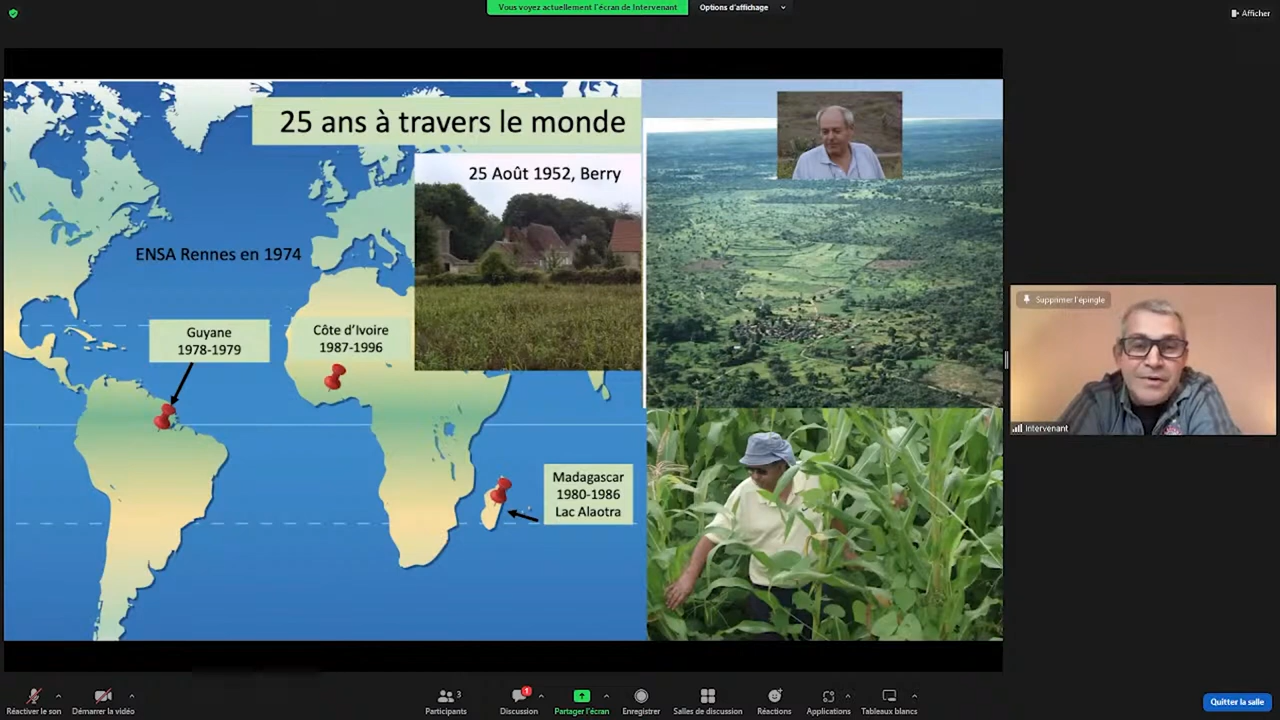 Vous voyez actuellement l'écran de Intervenant
Options d'affichage
Afficher
25 ans à travers le monde
25 Août 1952, Berry
ENSA Rennes en 1974
Guyane
1978-1979
Côte d'Ivoire
1987-1996
Madagascar
1980-1986
Lac Alaotra
Supprimer l'épingle
Intervenant
Réactiver le son
Démarrer la vidéo
Participants
3
Discussion
1
Partager l'écran
Enregistrer
Salles de discussion
Réactions
Applications
Tableaux blancs
Quitter la salle